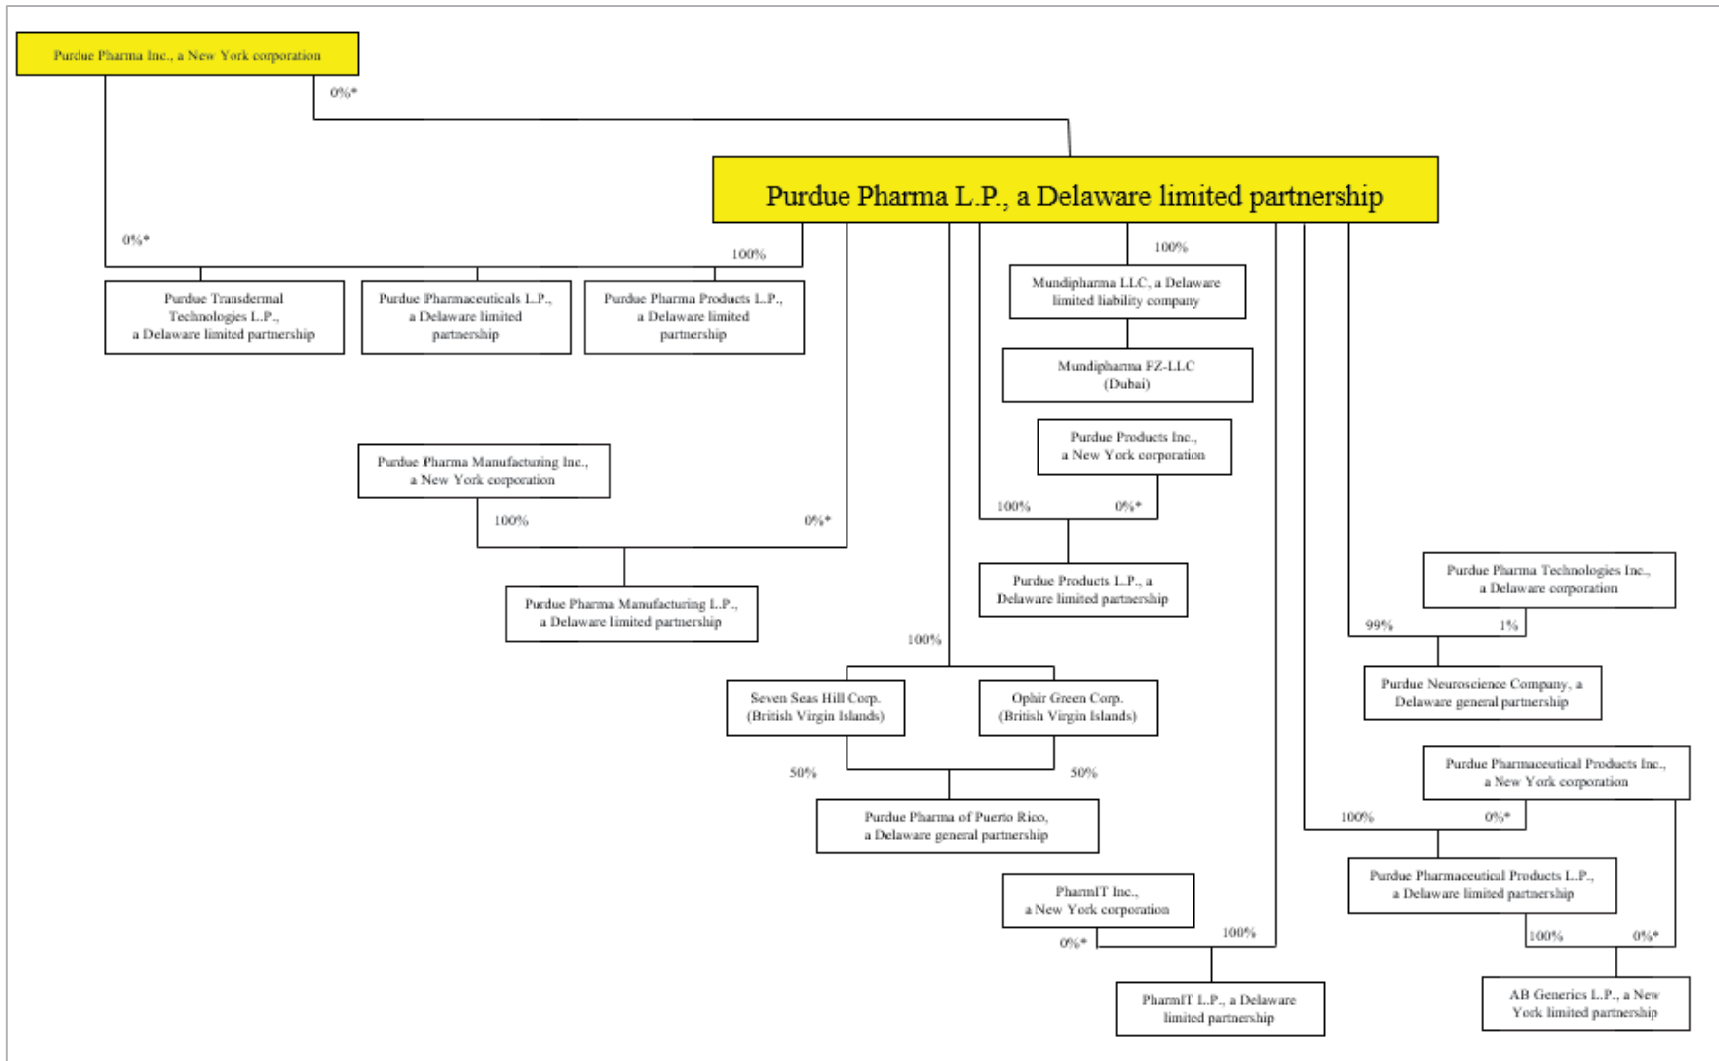 Purdue Pharma Inc., a New York corporation
0%*
Purdue Pharma L.P., a Delaware limited partnership
0%*
100%
100%
Purdue Transdermal
Technologies L.P.,
a Delaware limited partnership
Purdue Pharmaceuticals L.P.,
a Delaware limited
partnership
Purdue Pharma Products L.P.,
a Delaware limited
partnership
Mundipharma LLC, a Delaware
limited liability company
Mundipharma FZ-LLC
(Dubai)
Purdue Pharma Manufacturing Inc.,
a New York corporation
Purdue Products Inc.,
a New York corporation
100%
0%*
100%
0%*
Purdue Pharma Manufacturing L.P.,
a Delaware limited partnership
Purdue Products L.P., a
Delaware limited partnership
Purdue Pharma Technologies Inc.,
a Delaware corporation
99%
1%
100%
Seven Seas Hill Corp.
(British Virgin Islands)
Ophir Green Corp.
(British Virgin Islands)
Purdue Neuroscience Company, a
Delaware general partnership
50%
50%
Purdue Pharmaceutical Products Inc.,
a New York corporation
Purdue Pharma of Puerto Rico,
a Delaware general partnership
100%
0%*
Purdue Pharmaceutical Products L.P.,
a Delaware limited partnership
PharmIT Inc.,
a New York corporation
0%*
100%
100%
0%*
PharmIT L.P., a Delaware
limited partnership
AB Generics L.P., a New
York limited partnership